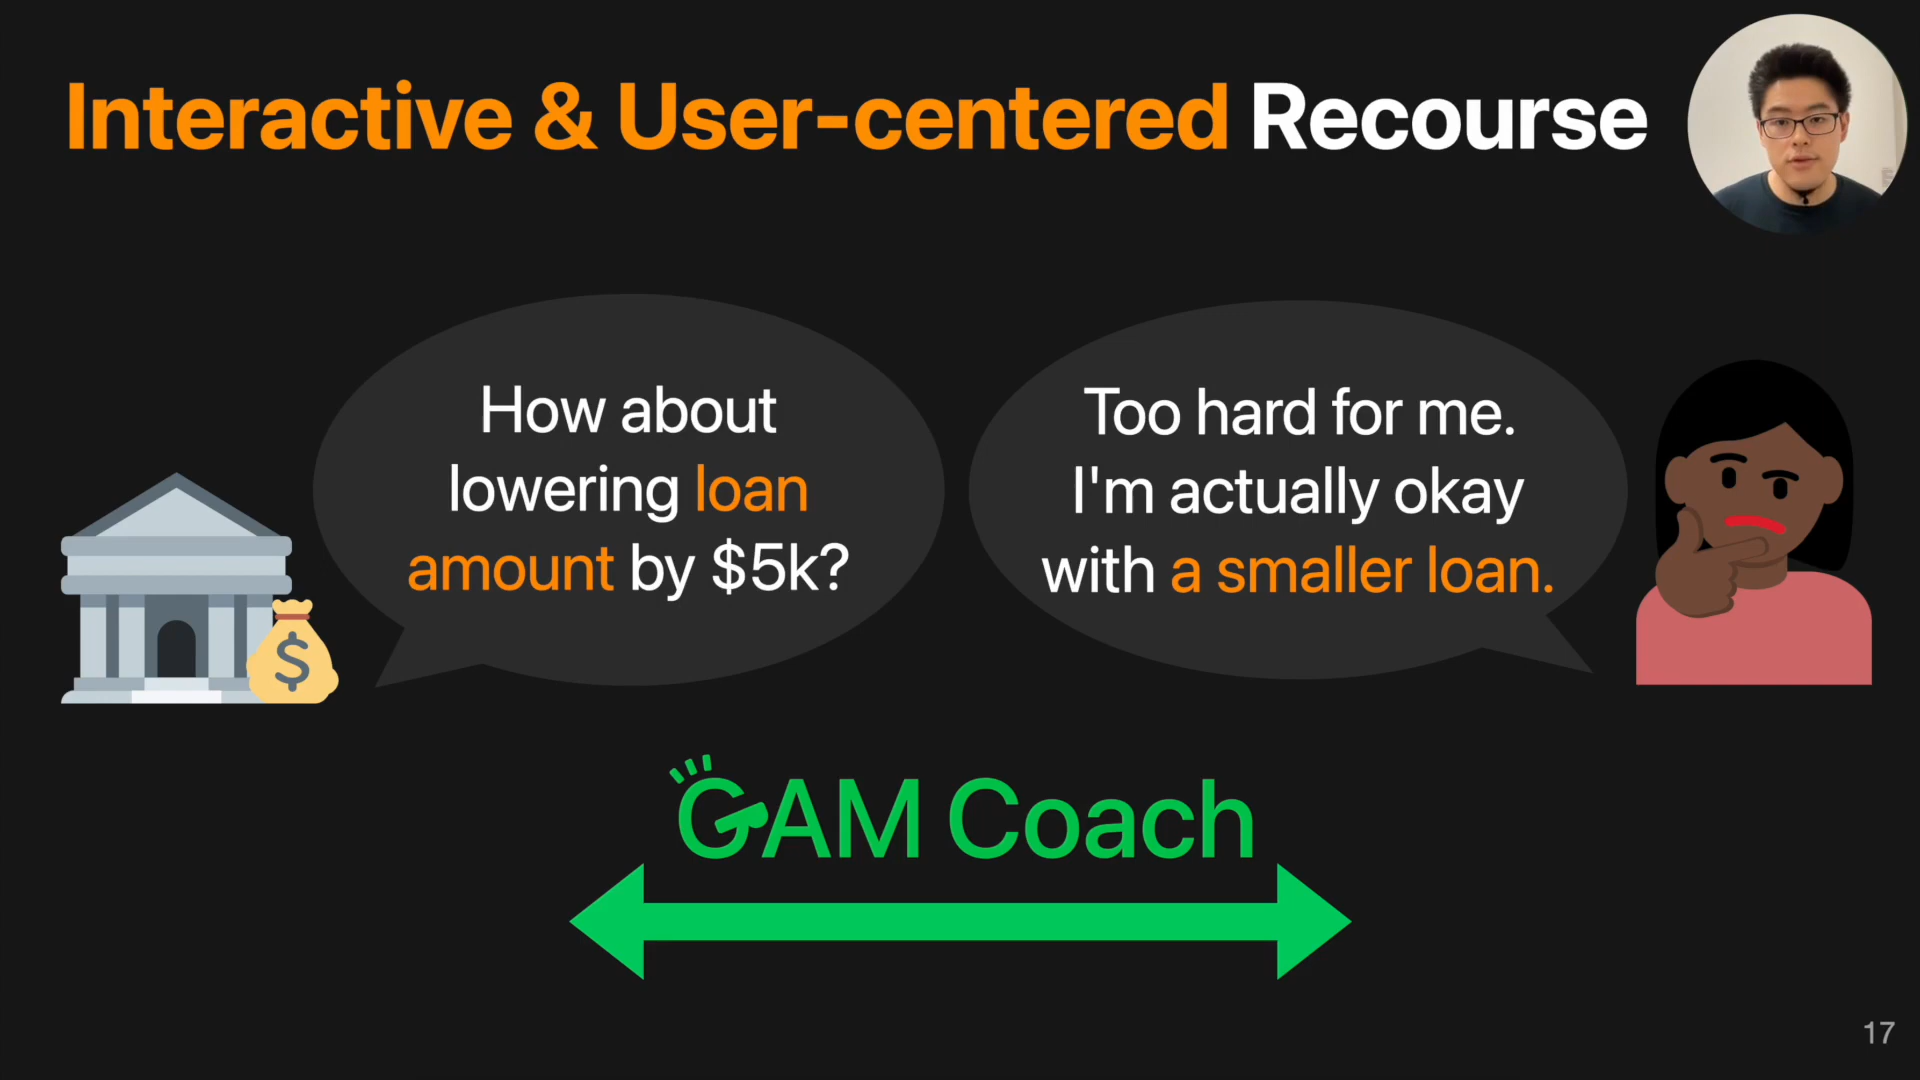 Interactive & User-centered Recourse
How about
lowering loan
amount by $5k?
Too hard for me.
I'm actually okay
with a smaller loan.
$
GAM Coach
17